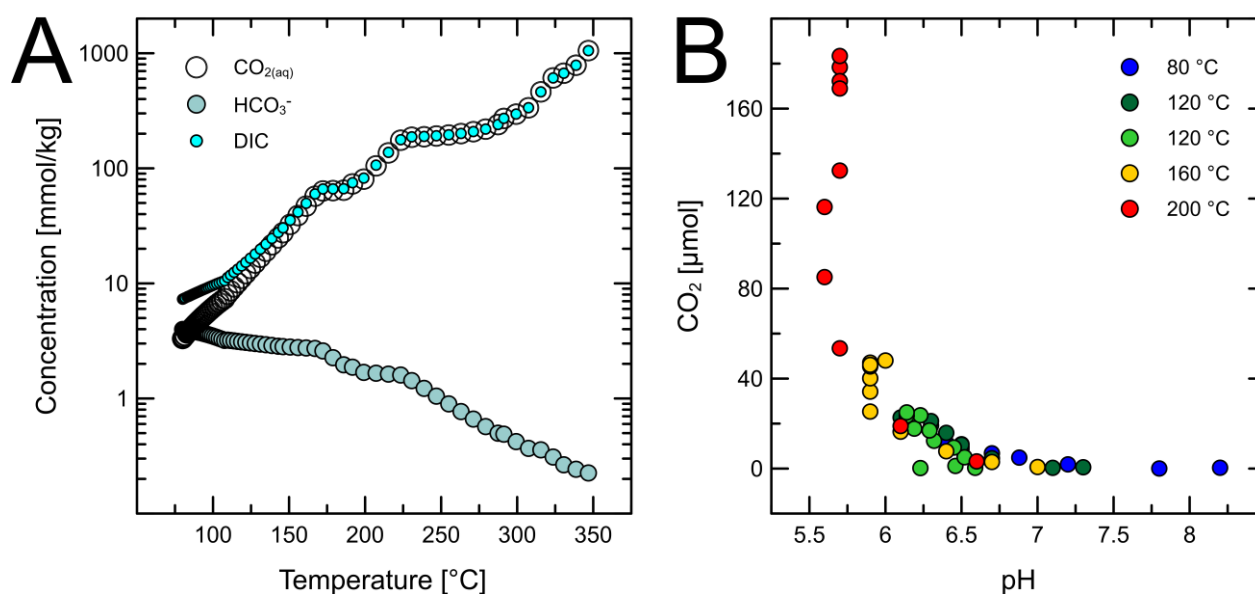 A
Concentration [mmol/kg]
1000
100
10
1
CO₂(aq)
HCO₃⁻
DIC
100 150 200 250 300 350
Temperature [°C]
B
CO₂ [µmol]
160
120
80
40
0
80 °C
120 °C
120 °C
160 °C
200 °C
5.5 6 6.5 7 7.5 8
pH